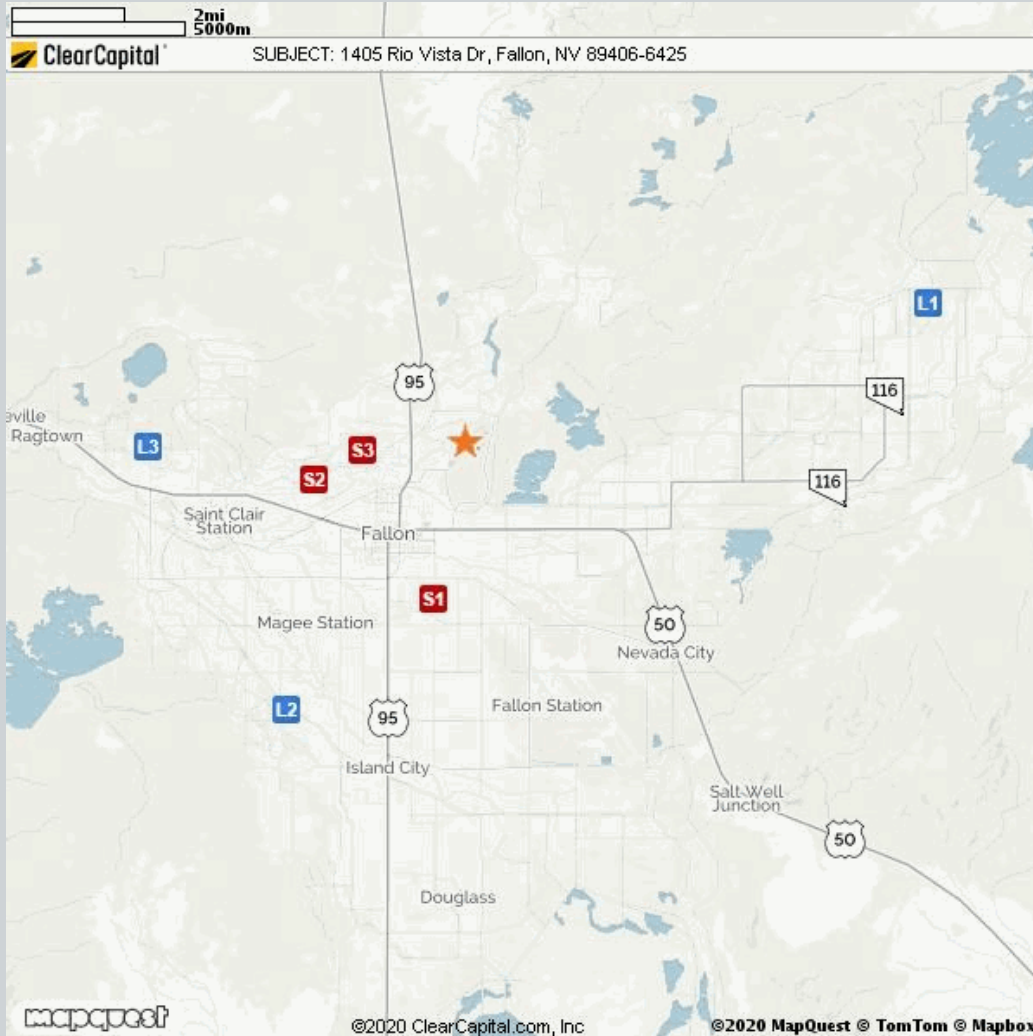 2mi
5000m
ClearCapital
SUBJECT: 1405 Rio Vista Dr, Fallon, NV 89406-6425
L1
95
116
eville
Ragtown
L3
S3
S2
116
Saint Clair
Station
Fallon
S1
Magee Station
50
Nevada City
L2
95
Fallon Station
Island City
Salt Well
Junction
50
Douglass
mapquest
©2020 ClearCapital.com, Inc
©2020 MapQuest © TomTom © Mapbox